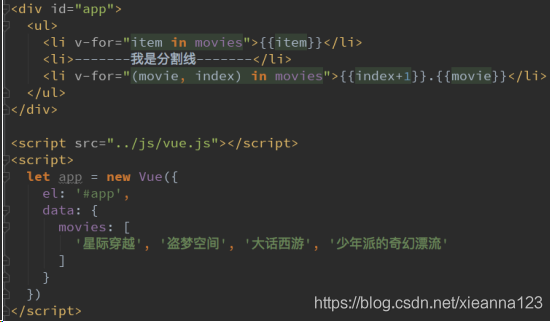 <div id="app">
  <ul>
    <li v-for="item in movies">{{item}}</li>
    <li>-------我是分割线-------</li>
    <li v-for="(movie, index) in movies">{{index+1}}.{{movie}}</li>
  </ul>
</div>

<script src="../js/vue.js"></script>
<script>
  let app = new Vue({
    el: '#app',
    data: {
      movies: [
        '星际穿越', '盗梦空间', '大话西游', '少年派的奇幻漂流'
      ]
    }
  })
</script>
https://blog.csdn.net/xieanna123